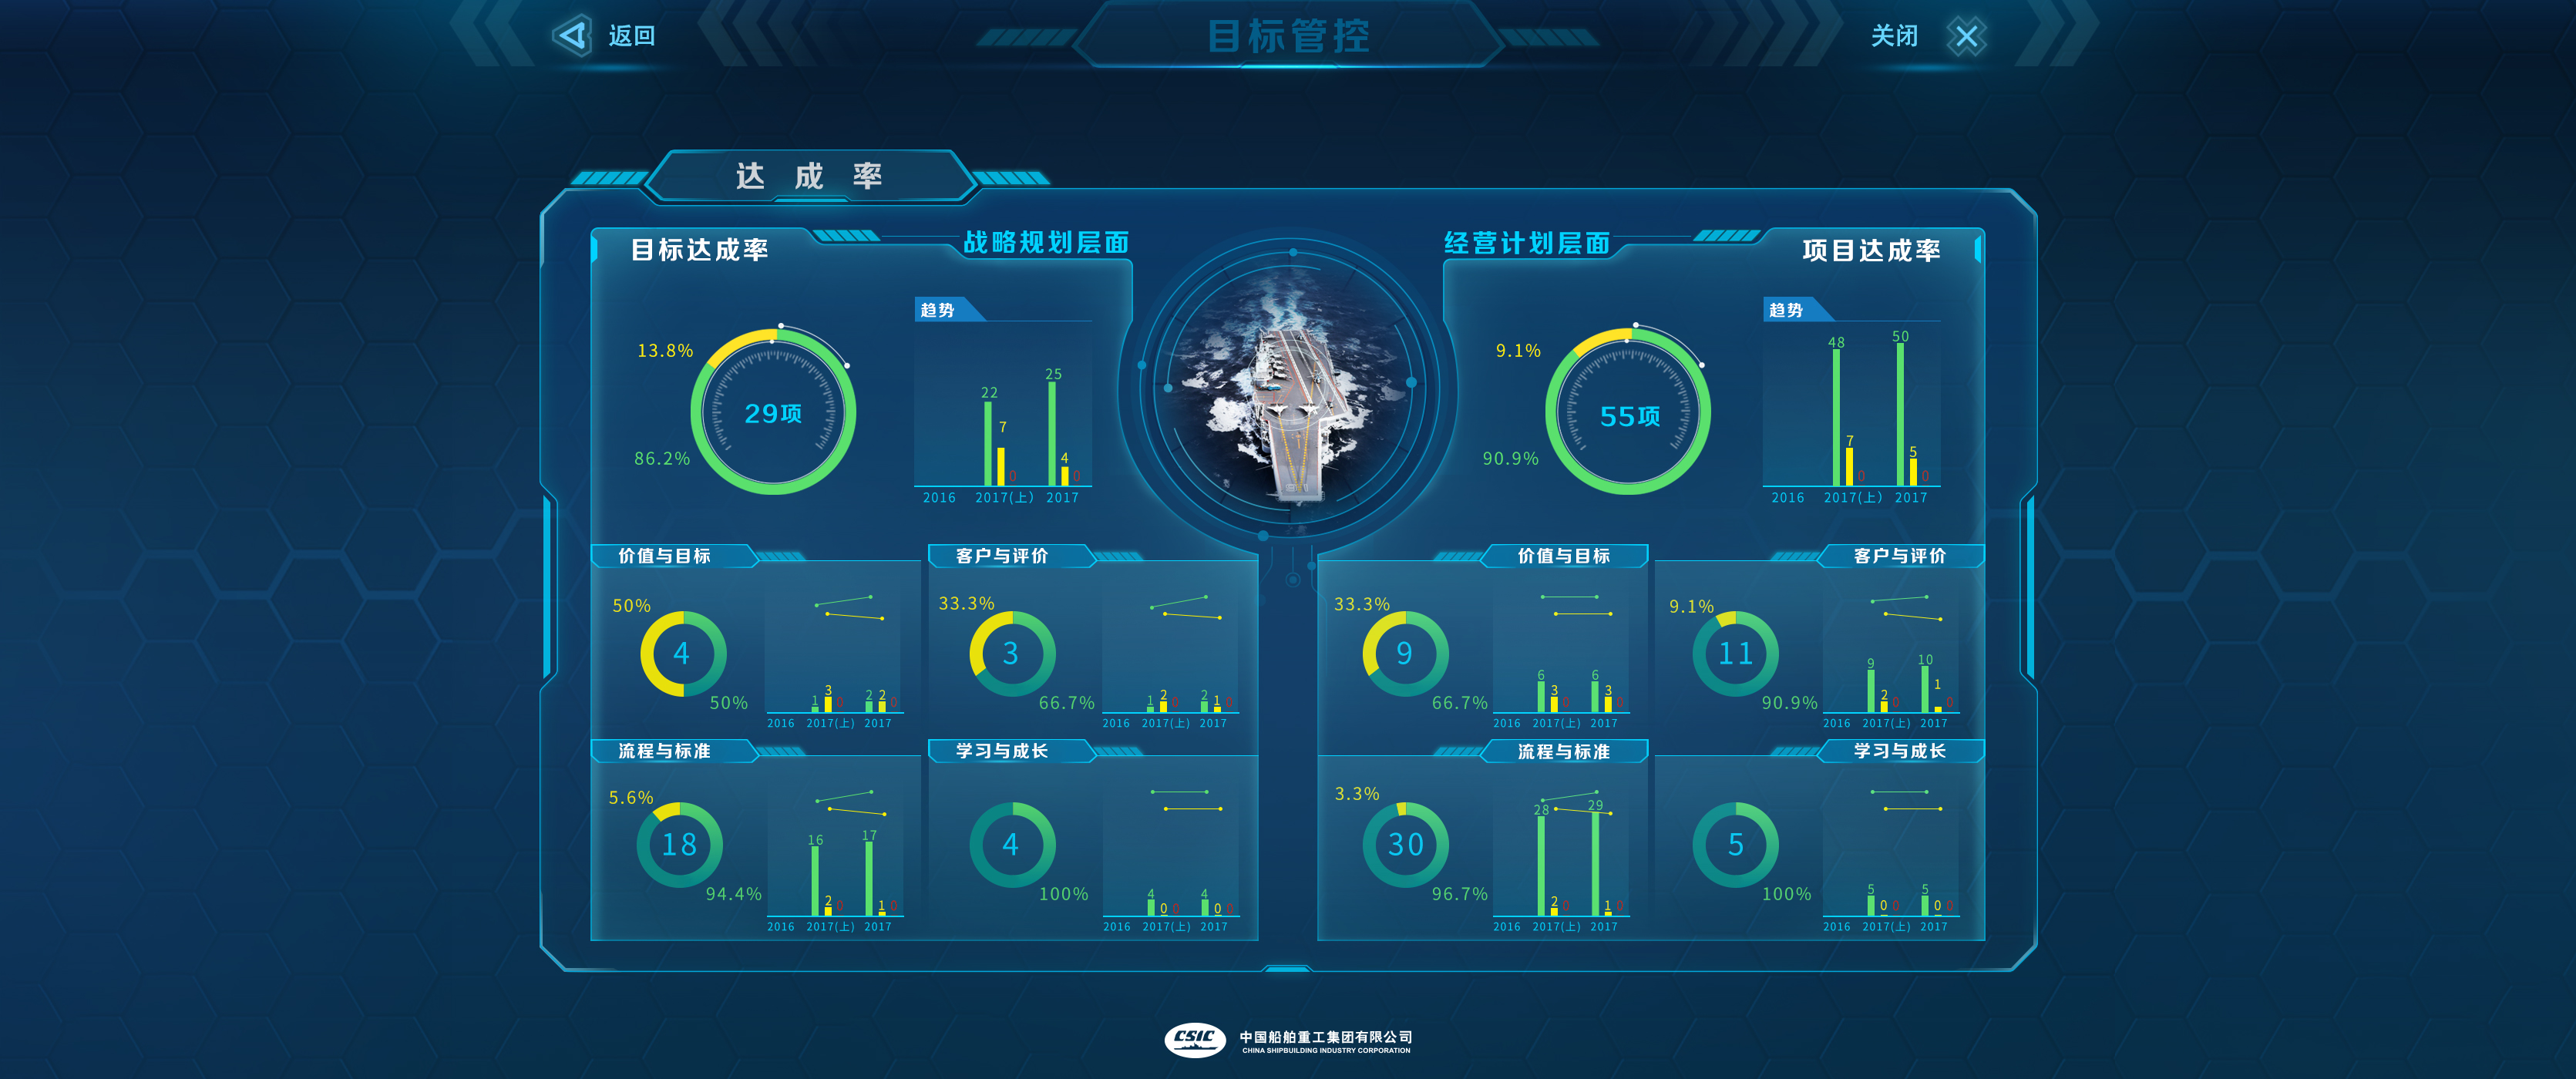 返回
目标管控
关闭
达 成 率
目标达成率
战略规划层面
经营计划层面
项目达成率
趋势
13.8%
29项
86.2%
22
7
0
25
4
0
2016 2017(上) 2017
趋势
9.1%
55项
90.9%
48
7
0
50
5
0
2016 2017(上) 2017
价值与目标
50%
4
50%
1
3
0
2
2
0
2016 2017(上) 2017
客户与评价
33.3%
3
66.7%
1
2
0
2
1
0
2016 2017(上) 2017
价值与目标
33.3%
9
66.7%
6
3
0
6
3
0
2016 2017(上) 2017
客户与评价
9.1%
11
90.9%
9
2
0
10
1
0
2016 2017(上) 2017
流程与标准
5.6%
18
94.4%
16
2
0
17
1
0
2016 2017(上) 2017
学习与成长
4
100%
4
0
0
4
0
0
2016 2017(上) 2017
流程与标准
3.3%
30
96.7%
28
2
0
29
1
0
2016 2017(上) 2017
学习与成长
5
100%
5
0
0
5
0
0
2016 2017(上) 2017
CSIC
中国船舶重工集团有限公司
CHINA SHIPBUILDING INDUSTRY CORPORATION